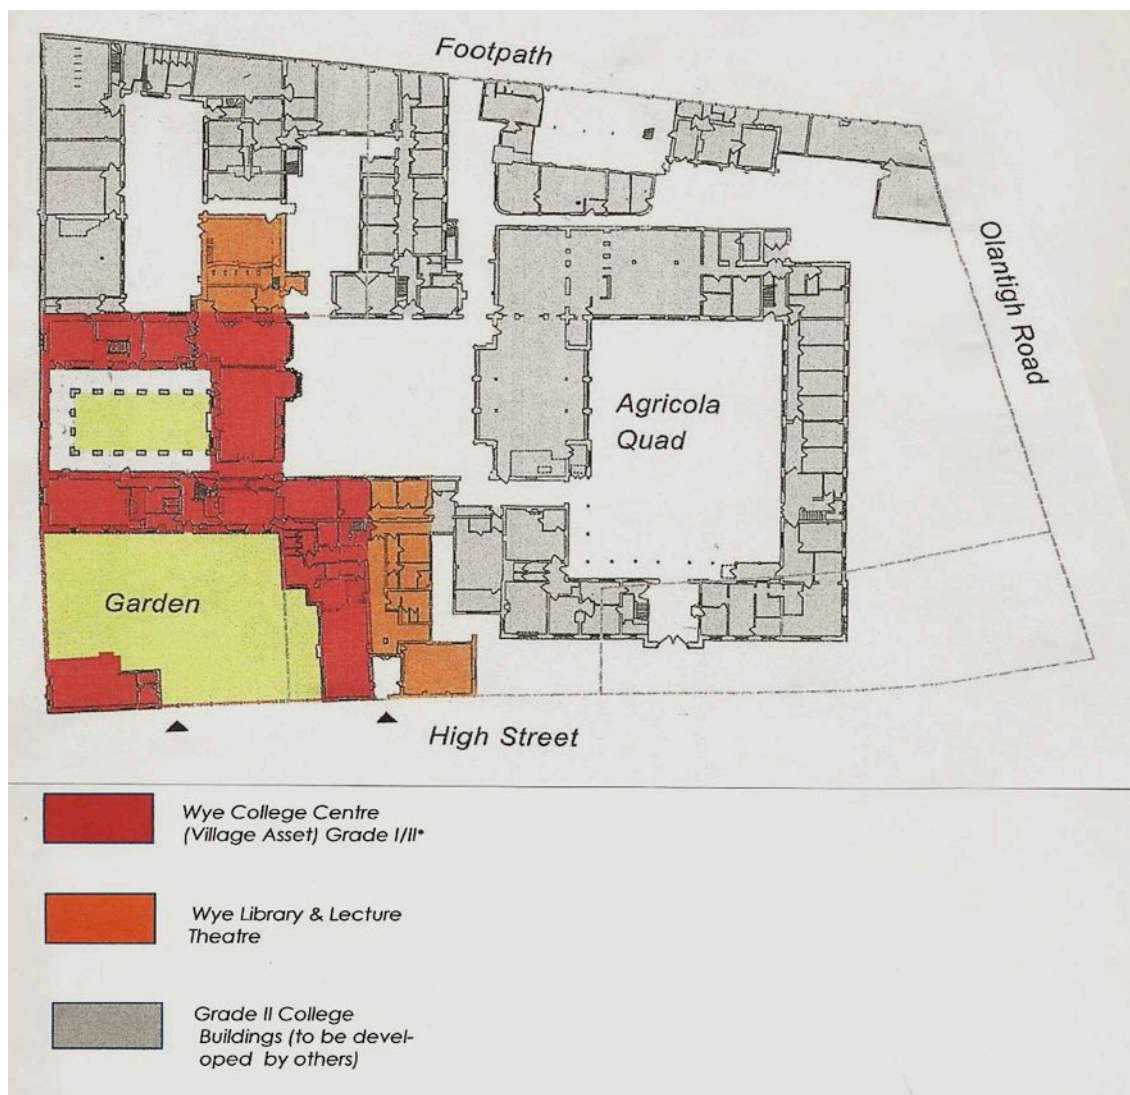 Footpath
Olantigh Road
Agricola
Quad
Garden
High Street
Wye College Centre
(Village Asset) Grade I/II*
Wye Library & Lecture
Theatre
Grade II College
Buildings (to be devel-
oped by others)